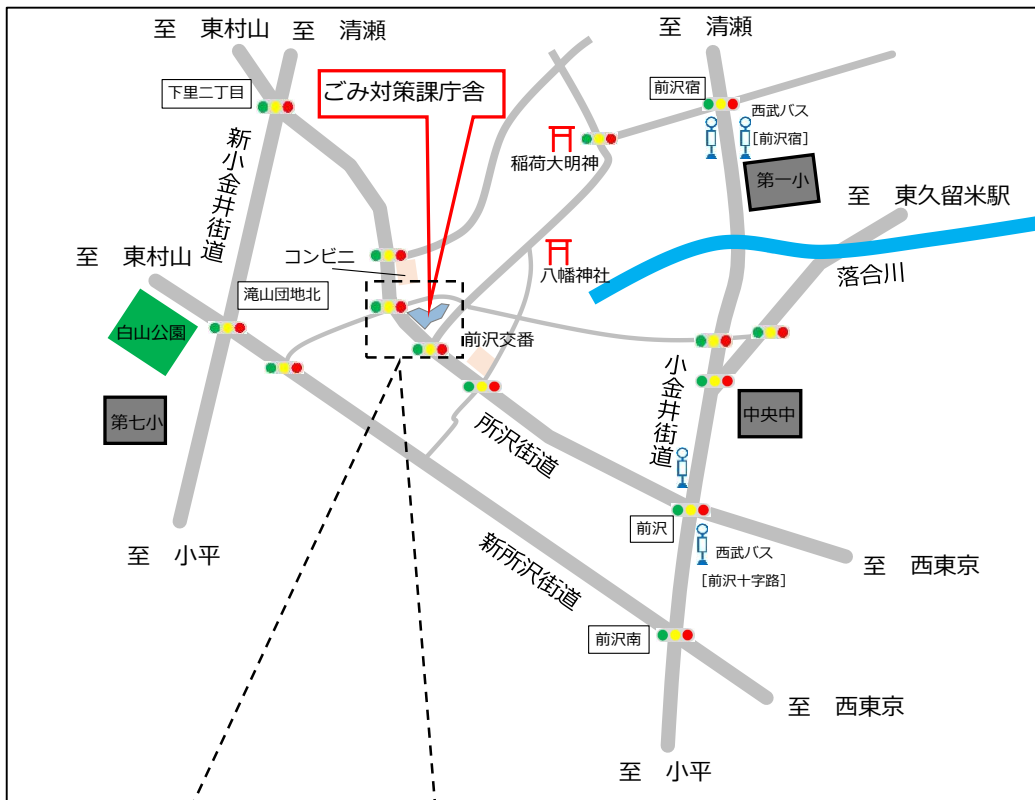 至　東村山
至　清瀬
至　清瀬
下里二丁目
ごみ対策課庁舎
前沢宿
西武バス
[前沢宿]
稲荷大明神
第一小
新小金井街道
至　東久留米駅
至　東村山
コンビニ
八幡神社
落合川
滝山団地北
白山公園
前沢交番
小金井街道
第七小
中央中
所沢街道
前沢
西武バス
[前沢十字路]
至　小平
新所沢街道
至　西東京
前沢南
至　西東京
至　小平